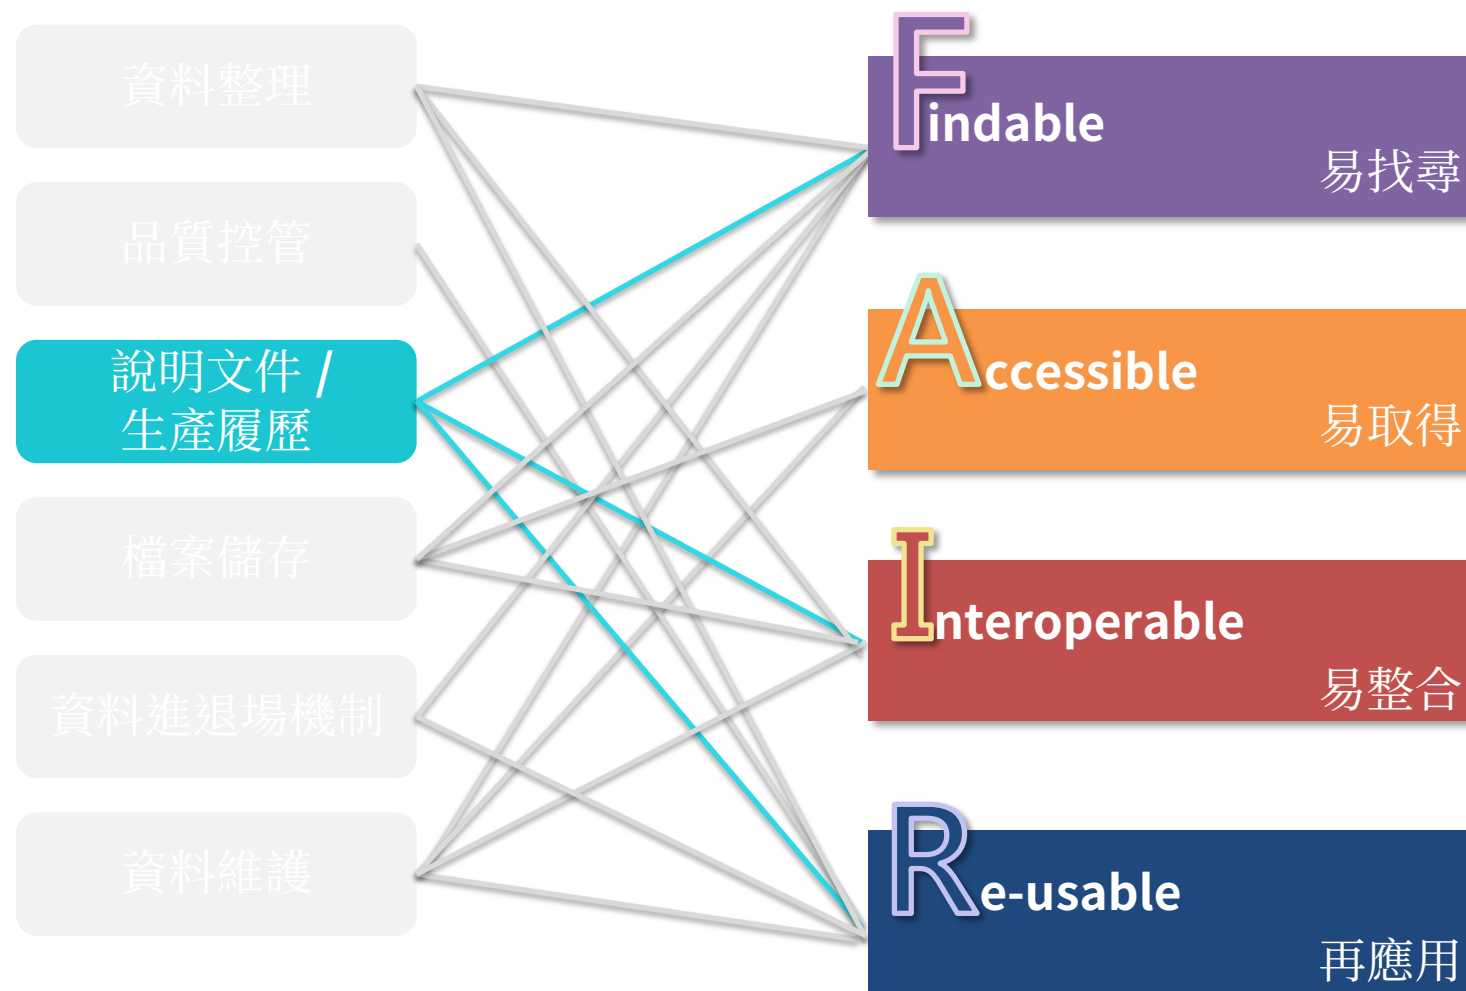 資料整理
品質控管
說明文件 /
生產履歷
檔案儲存
資料進退場機制
資料維護
Findable
易找尋
Accessible
易取得
Interoperable
易整合
Re-usable
再應用